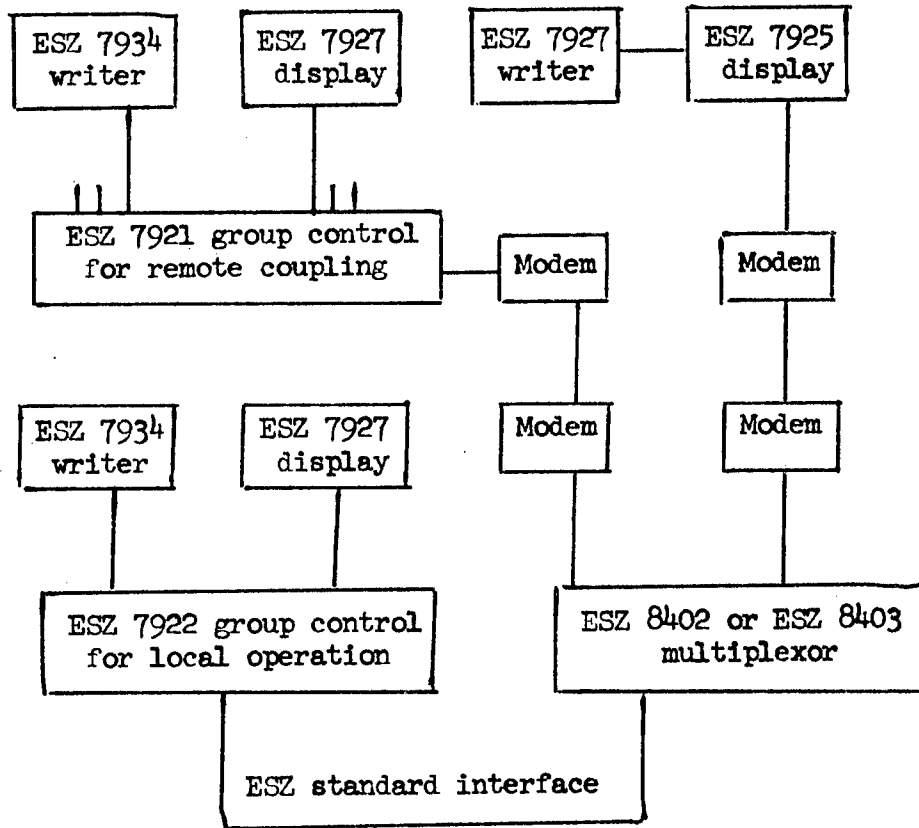 ESZ 7934
writer
ESZ 7927
display
ESZ 7927
writer
ESZ 7925
display
ESZ 7921 group control
for remote coupling
Modem
Modem
ESZ 7934
writer
ESZ 7927
display
Modem
Modem
ESZ 7922 group control
for local operation
ESZ 8402 or ESZ 8403
multiplexor
ESZ standard interface